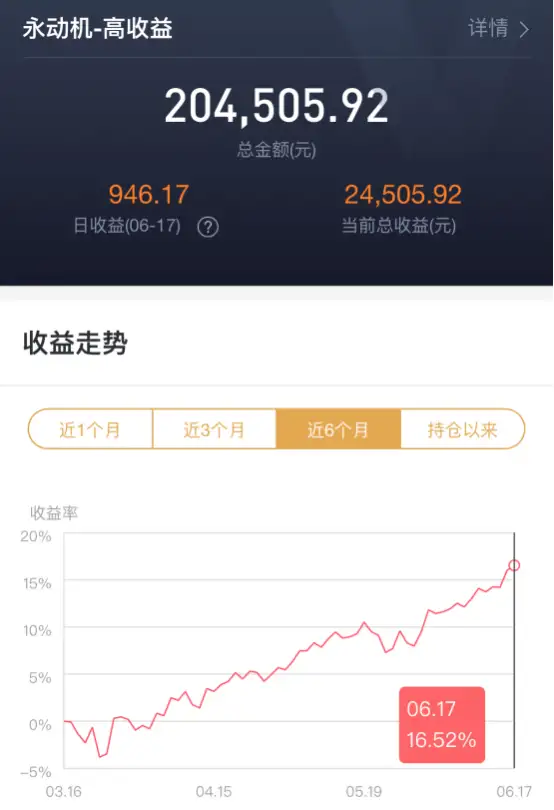 永动机-高收益 详情
204,505.92
总金额(元)
946.17 24,505.92
日收益(06-17) ? 当前总收益(元)
收益走势
近1个月 近3个月 近6个月 持仓以来
收益率
20%
15%
10%
5%
0%
-5%
06.17
16.52%
03.16 04.15 05.19 06.17